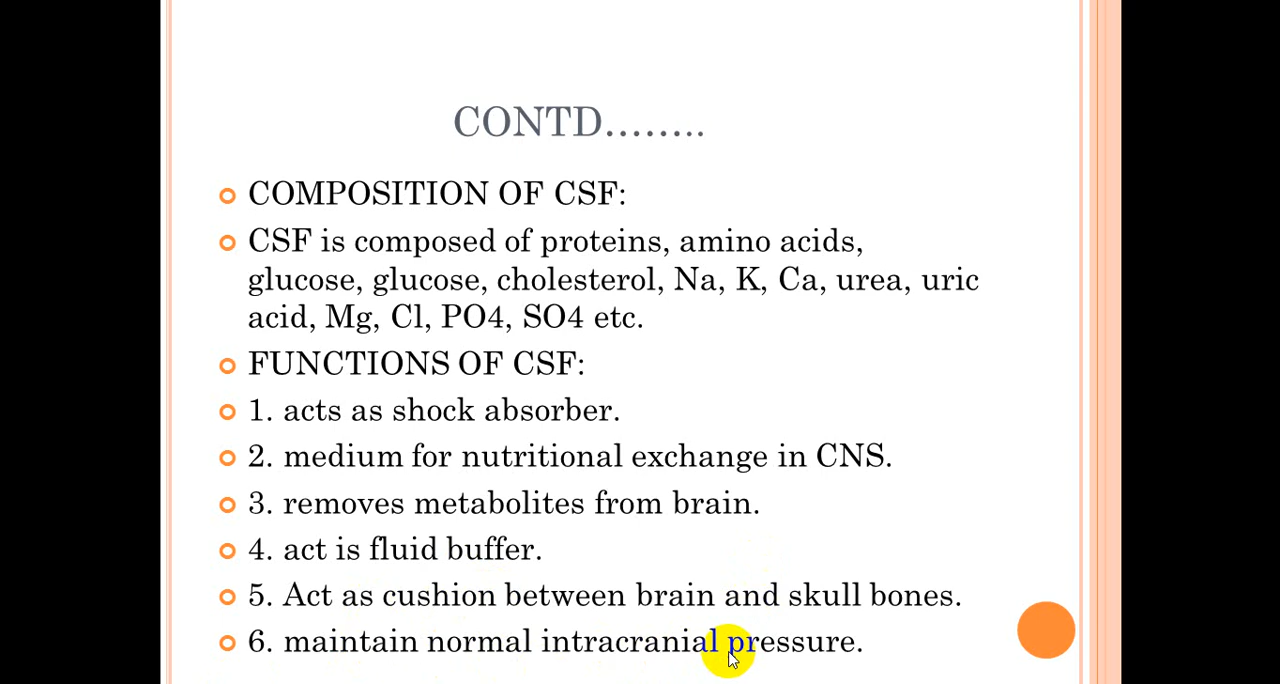 CONTD........
COMPOSITION OF CSF:
CSF is composed of proteins, amino acids,
glucose, glucose, cholesterol, Na, K, Ca, urea, uric
acid, Mg, Cl, PO4, SO4 etc.
FUNCTIONS OF CSF:
1. acts as shock absorber.
2. medium for nutritional exchange in CNS.
3. removes metabolites from brain.
4. act is fluid buffer.
5. Act as cushion between brain and skull bones.
6. maintain normal intracranial pressure.